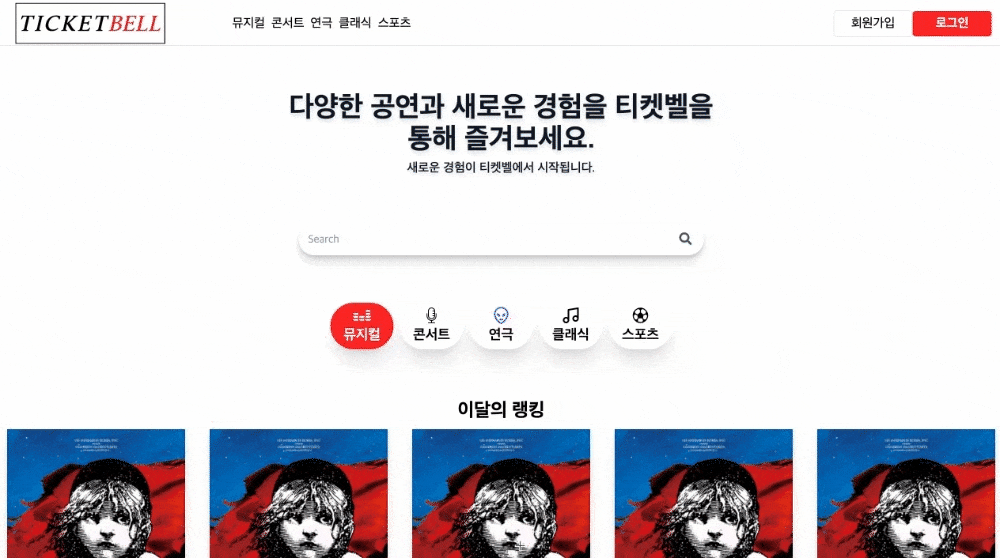 TICKETBELL
뮤지컬 콘서트 연극 클래식 스포츠
회원가입
로그인
다양한 공연과 새로운 경험을 티켓벨을
통해 즐겨보세요.
새로운 경험이 티켓벨에서 시작됩니다.
Search
뮤지컬
콘서트
연극
클래식
스포츠
이달의 랭킹